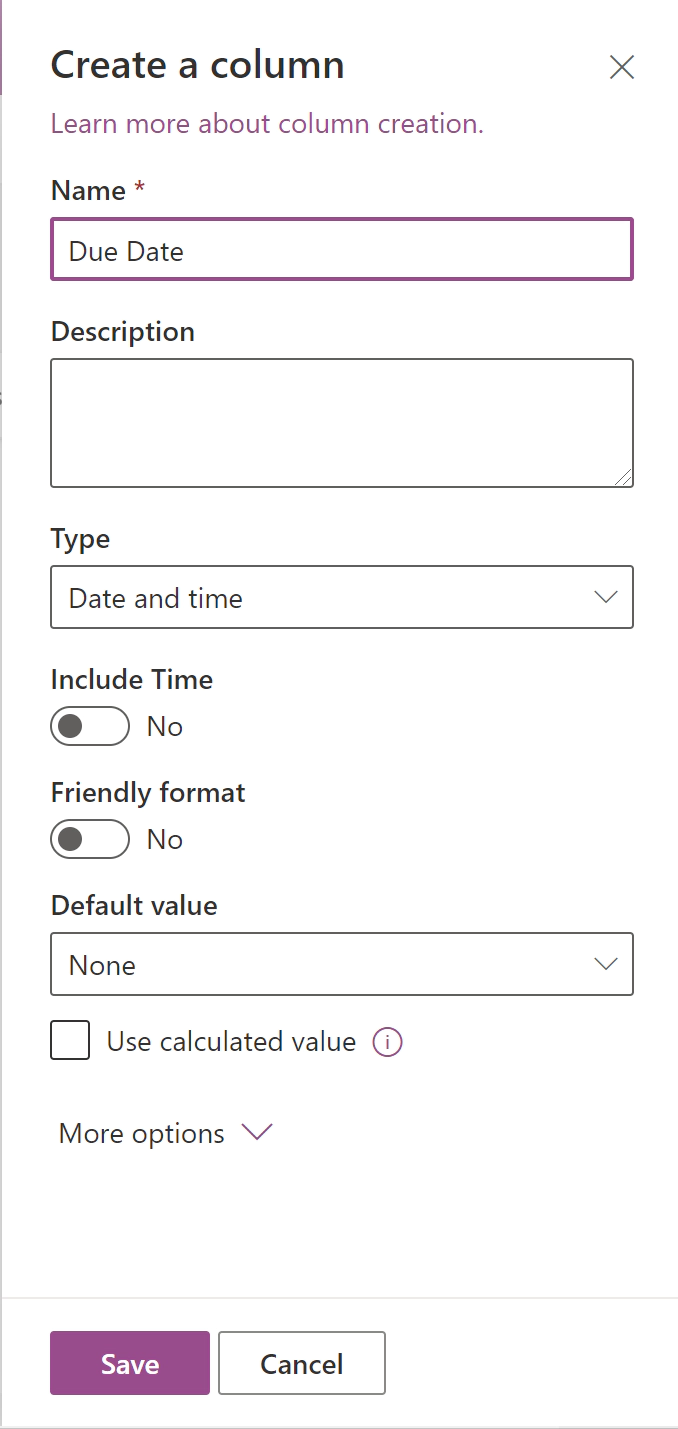 Create a column
Learn more about column creation.
Name *
Due Date
Description
Type
Date and time
Include Time
No
Friendly format
No
Default value
None
Use calculated value
More options
Save Cancel